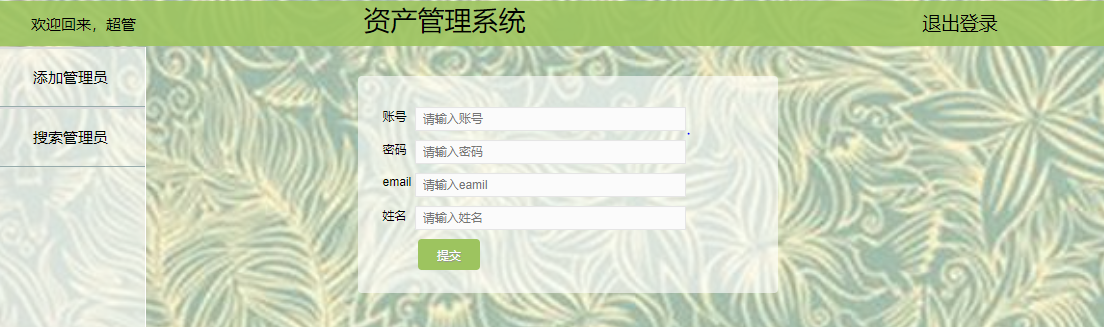 欢迎回来，超管
资产管理系统
退出登录
添加管理员
搜索管理员
账号 请输入账号
密码 请输入密码
email 请输入eamil
姓名 请输入姓名
提交